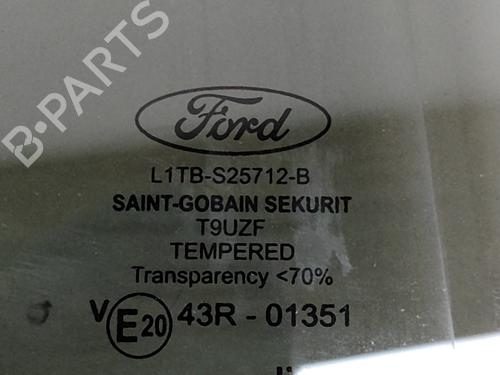 B-PARTS
Ford
L1TB-S25712-B
SAINT-GOBAIN SEKURIT
T9UZF
TEMPERED
Transparency <70%
V E20 43R - 01351